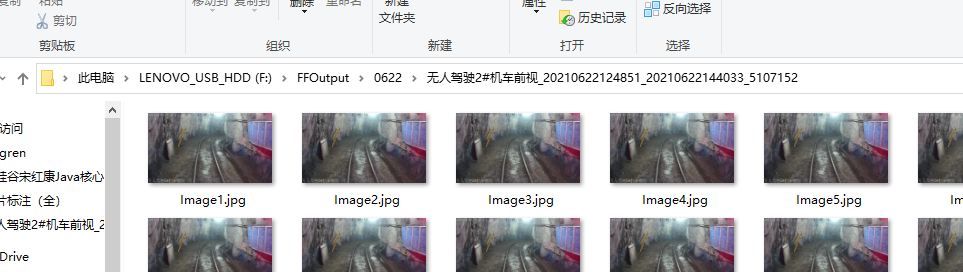 复制
粘贴
移动到
复制到
删除
重命名
新建
属性
剪切
文件夹
历史记录
反向选择
剪贴板
组织
新建
打开
选择
此电脑
LENOVO_USB_HDD (F:)
FFOutput
0622
无人驾驶2#机车前视_20210622124851_20210622144033_5107152
访问
gren
硅谷宋红康Java核心
片标注（全）
人驾驶2#机车前视_2
Drive
Image1.jpg
Image2.jpg
Image3.jpg
Image4.jpg
Image5.jpg
Im